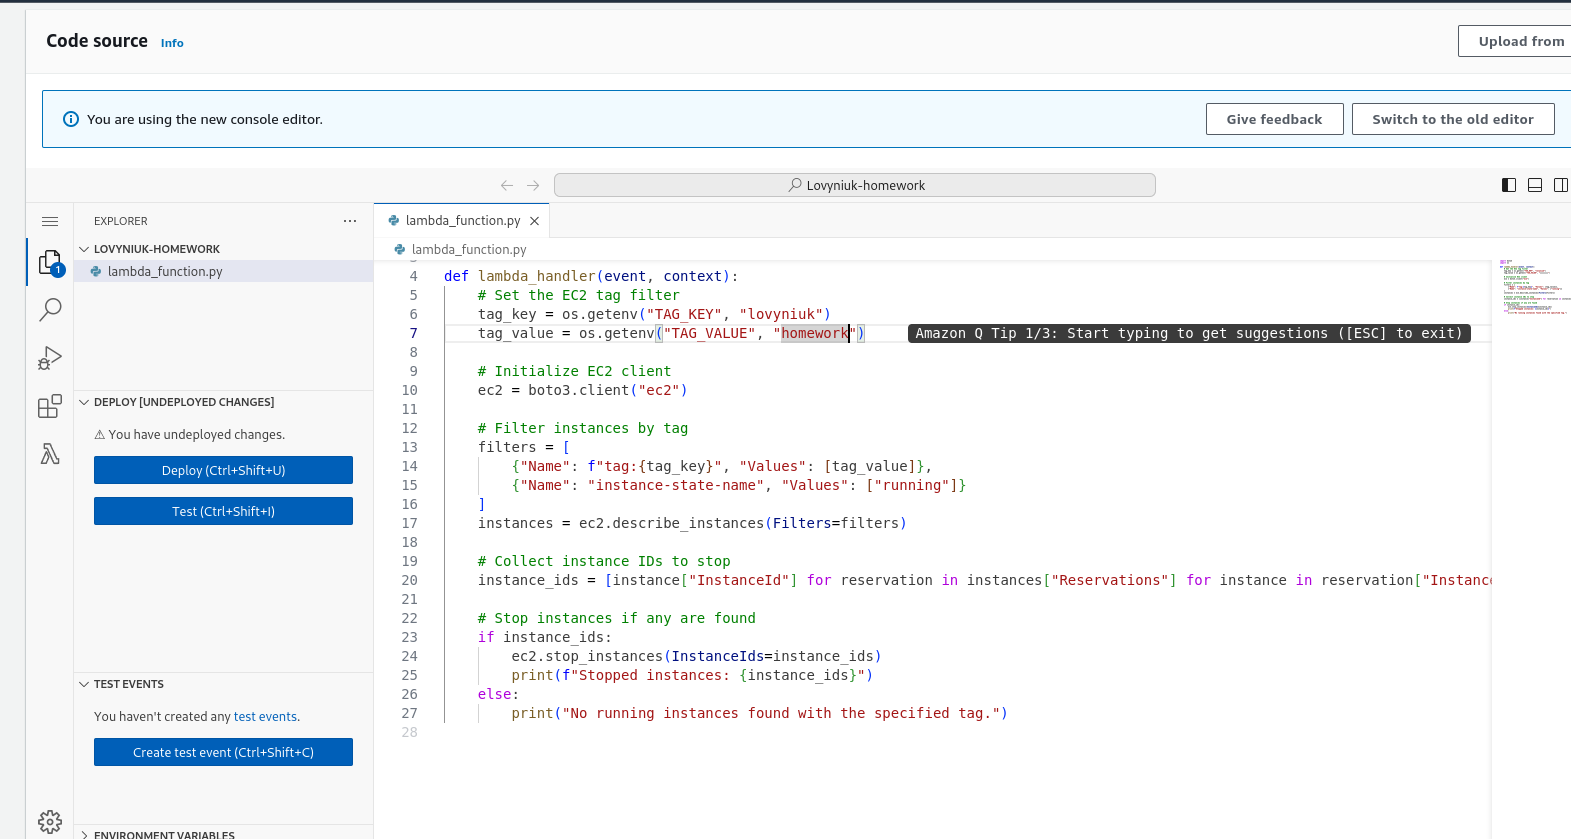 Code source Info
Upload from
You are using the new console editor.
Give feedback
Switch to the old editor
Lovyniuk-homework
EXPLORER
LOVYNIUK-HOMEWORK
lambda_function.py
1
DEPLOY [UNDEPLOYED CHANGES]
You have undeployed changes.
Deploy (Ctrl+Shift+U)
Test (Ctrl+Shift+I)
TEST EVENTS
You haven't created any test events.
Create test event (Ctrl+Shift+C)
ENVIRONMENT VARIABLES
lambda_function.py
lambda_function.py
4 def lambda_handler(event, context):
5 # Set the EC2 tag filter
6 tag_key = os.getenv("TAG_KEY", "lovyniuk")
7 tag_value = os.getenv("TAG_VALUE", "homework") Amazon Q Tip 1/3: Start typing to get suggestions ([ESC] to exit)
8
9 # Initialize EC2 client
10 ec2 = boto3.client("ec2")
11
12 # Filter instances by tag
13 filters = [
14 {"Name": f"tag:{tag_key}", "Values": [tag_value]},
15 {"Name": "instance-state-name", "Values": ["running"]}
16 ]
17 instances = ec2.describe_instances(Filters=filters)
18
19 # Collect instance IDs to stop
20 instance_ids = [instance["InstanceId"] for reservation in instances["Reservations"] for instance in reservation["Instanc
21
22 # Stop instances if any are found
23 if instance_ids:
24 ec2.stop_instances(InstanceIds=instance_ids)
25 print(f"Stopped instances: {instance_ids}")
26 else:
27 print("No running instances found with the specified tag.")
28